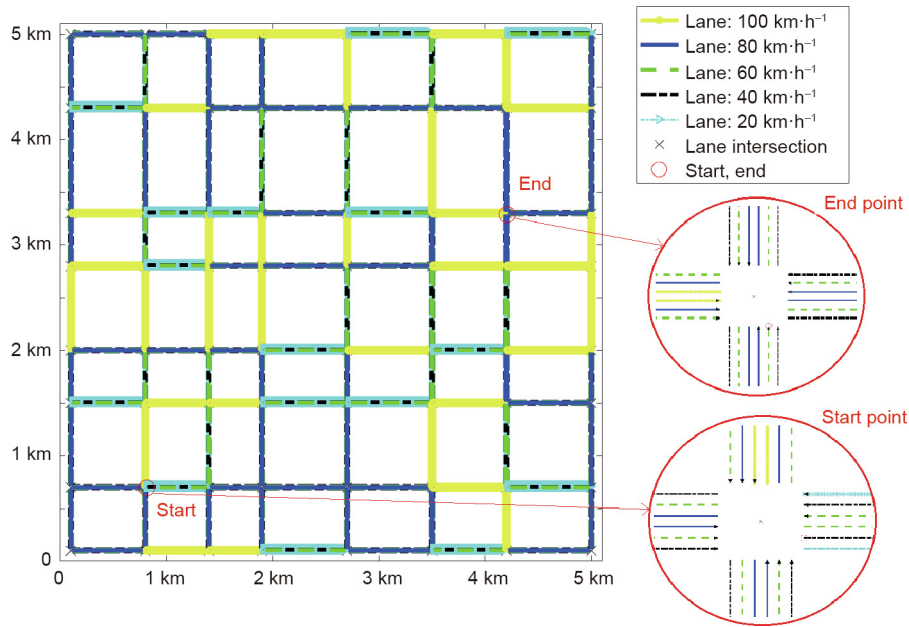 5 km
4 km
3 km
2 km
1 km
0
0
1 km
2 km
3 km
4 km
5 km
End
Start
Lane: 100 km·h⁻¹
Lane: 80 km·h⁻¹
Lane: 60 km·h⁻¹
Lane: 40 km·h⁻¹
Lane: 20 km·h⁻¹
Lane intersection
Start, end
End point
Start point